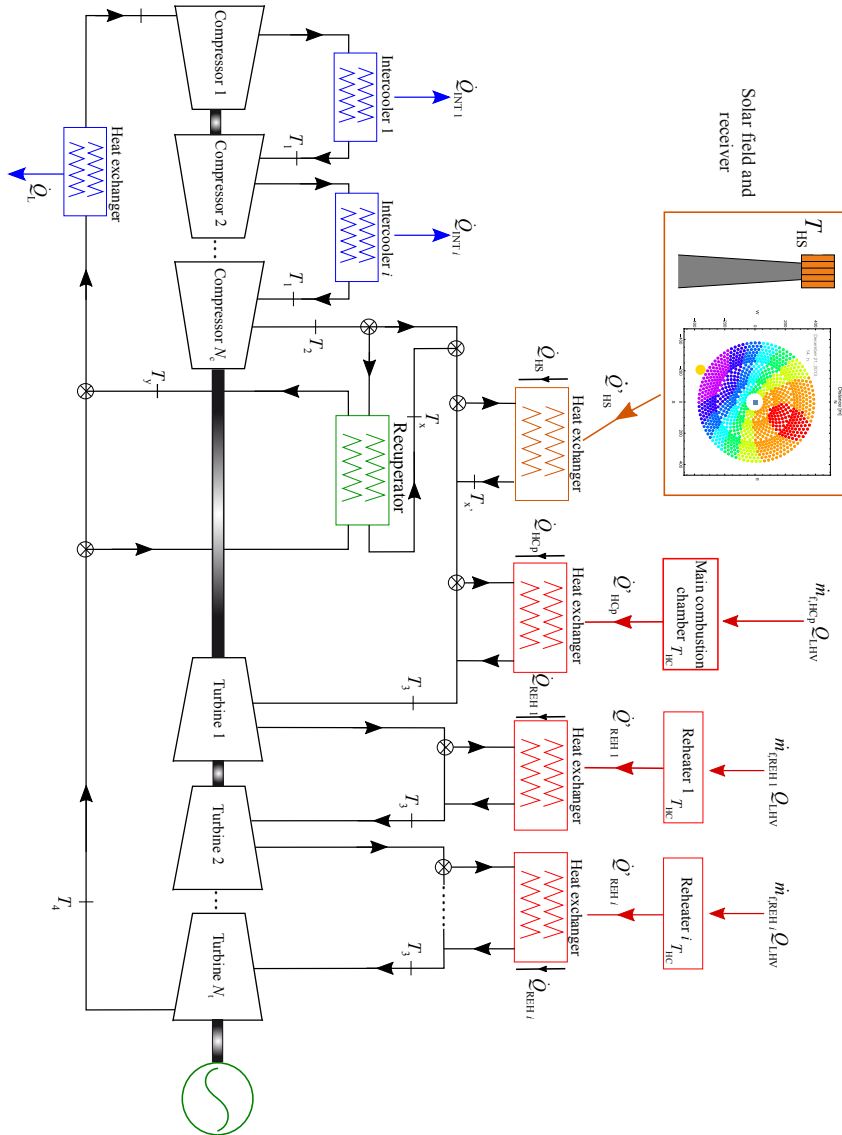 Solar field and
receiver
T_HS
ṁ_f,HCp Q_LHV
ṁ_f,REH 1 Q_LHV
ṁ_f,REH i Q_LHV
Main combustion
chamber T_HC
Reheater 1
T_HC
Reheater i
T_HC
Q̇'_HS
Q̇'_HCp
Q̇'_REH 1
Q̇'_REH i
Heat exchanger
Heat exchanger
Heat exchanger
Heat exchanger
Q̇_HS
Q̇_HCp
Q̇_REH 1
Q̇_REH i
Q̇_INT 1
Q̇_INT i
Intercooler 1
Intercooler i
T_x
T_x'
T_3
T_3
T_3
Recuperator
T_1
T_1
T_2
Compressor 1
Compressor 2
Compressor N_c
Turbine 1
Turbine 2
Turbine N_t
T_y
Heat exchanger
Q̇_L
T_4